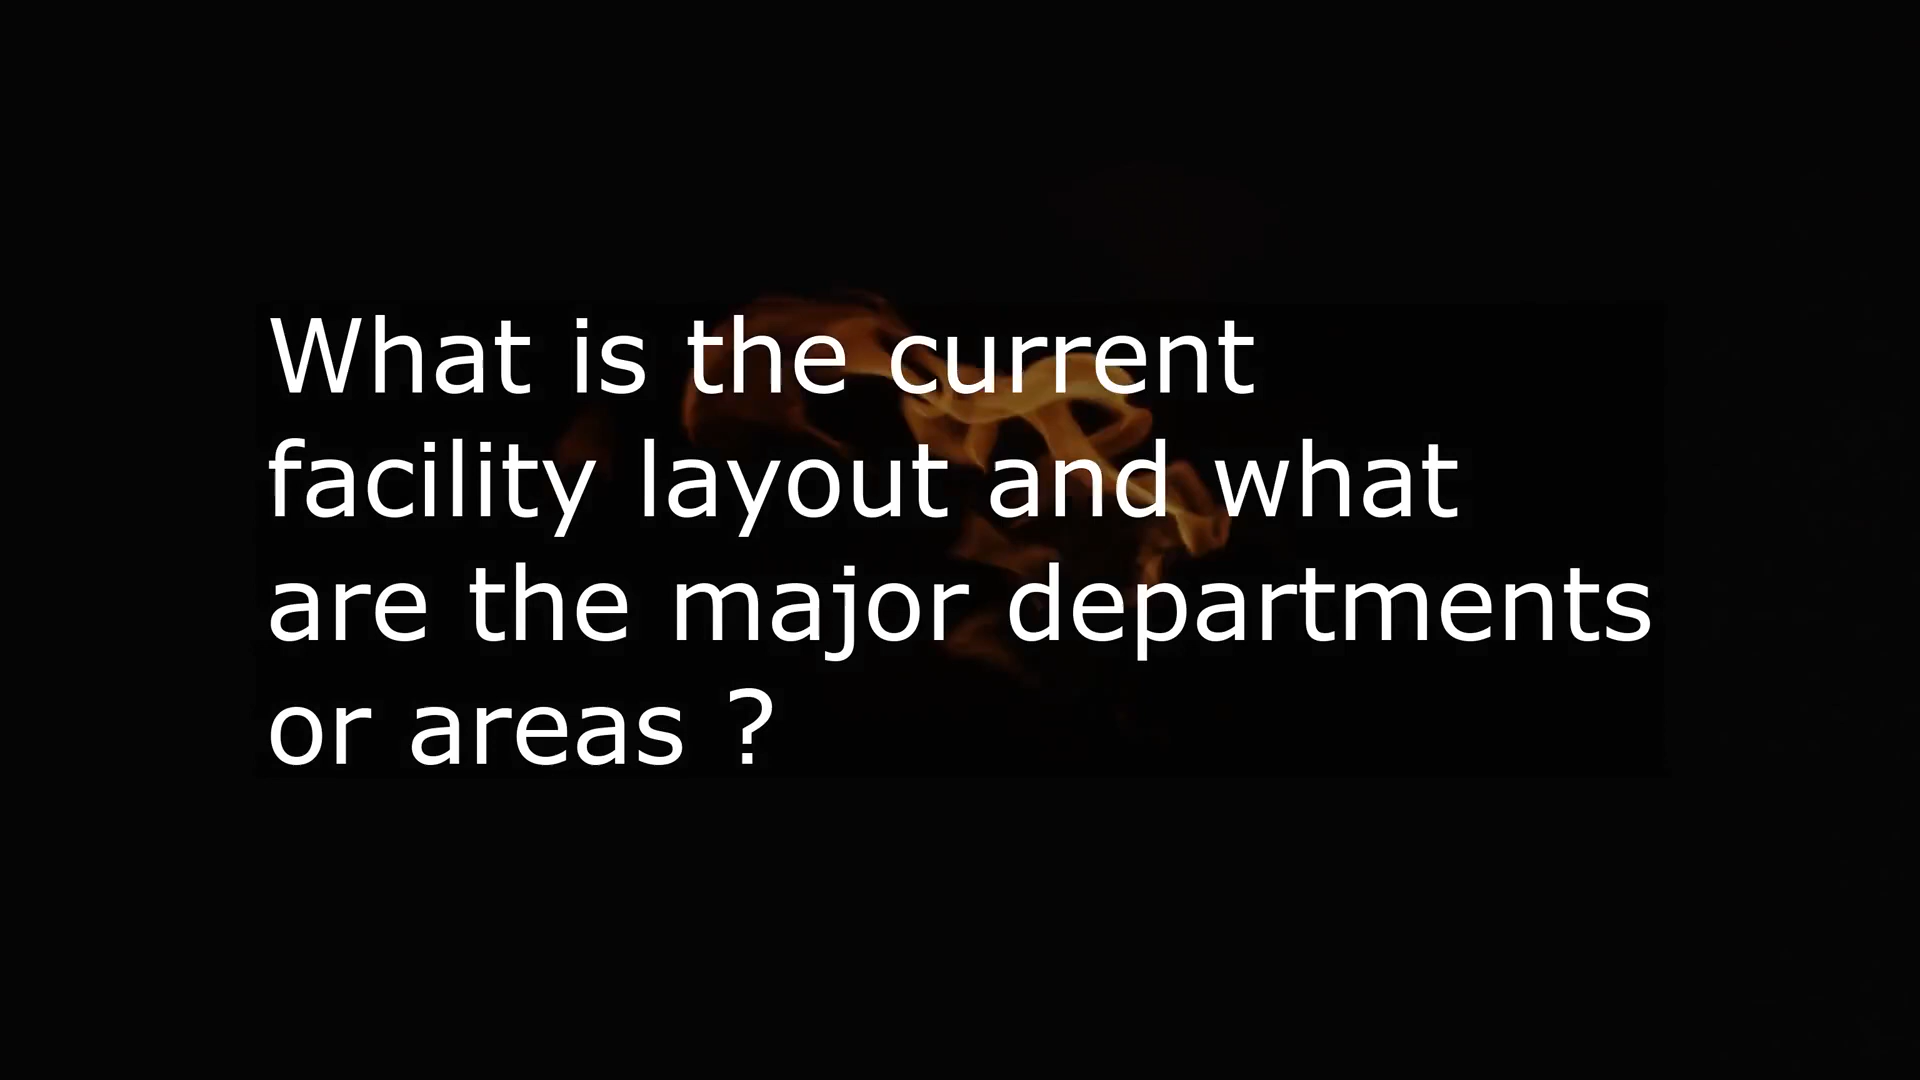 What is the current
facility layout and what
are the major departments
or areas ?